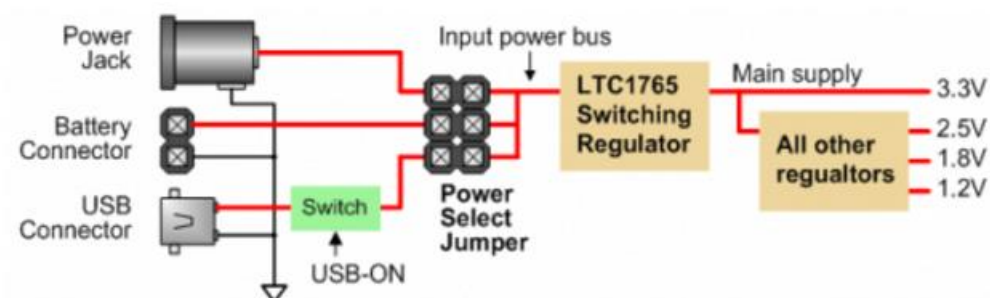 Power
Jack
Input power bus
Battery
Connector
USB
Connector
Switch
USB-ON
Power
Select
Jumper
LTC1765
Switching
Regulator
Main supply
All other
regualtors
3.3V
2.5V
1.8V
1.2V